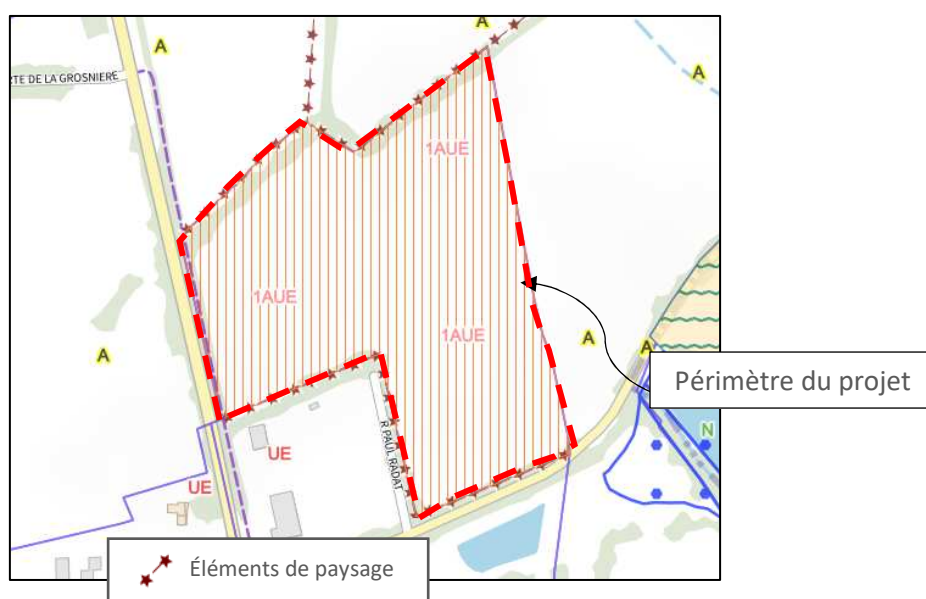 A
A
RTE DE LA GROSNIERE
A
1AUE
1AUE
1AUE
A
A
A
Périmètre du projet
N
R PAUL RADAT
UE
UE
Éléments de paysage